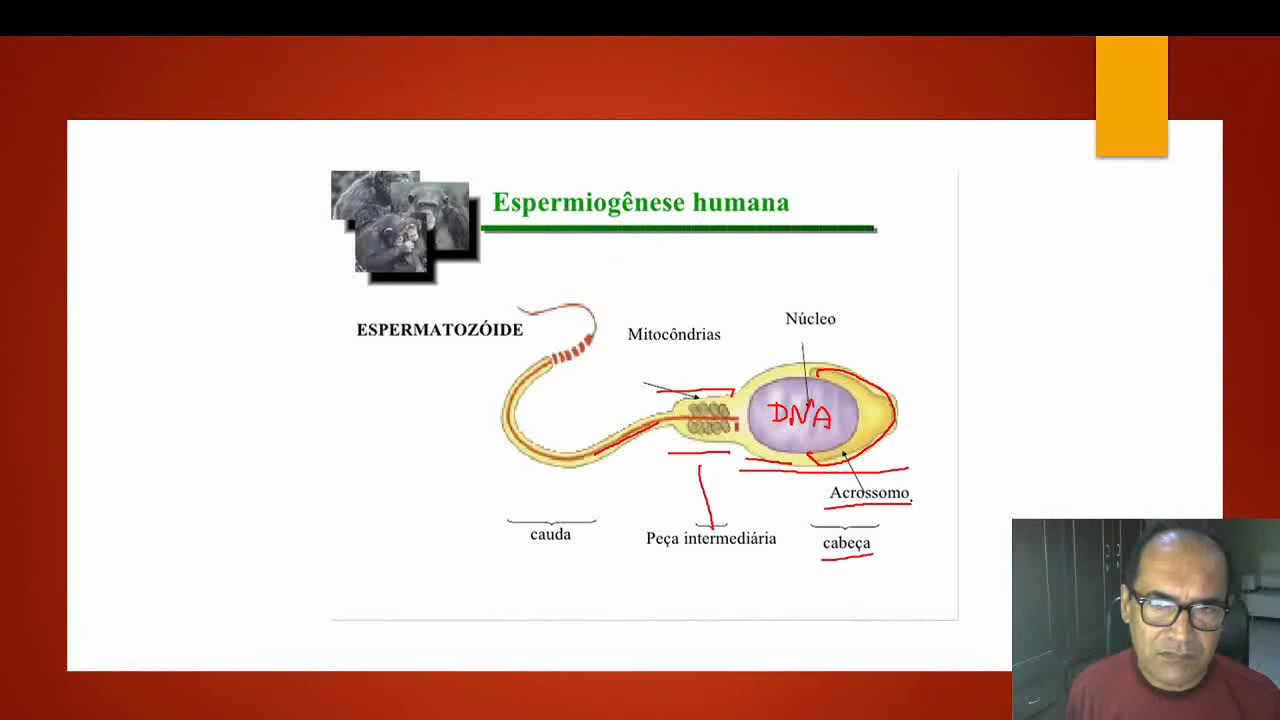 Espermiogênese humana
ESPERMATOZÓIDE
Mitocôndrias
Núcleo
DNA
Acrossomo
cauda
Peça intermediária
cabeça